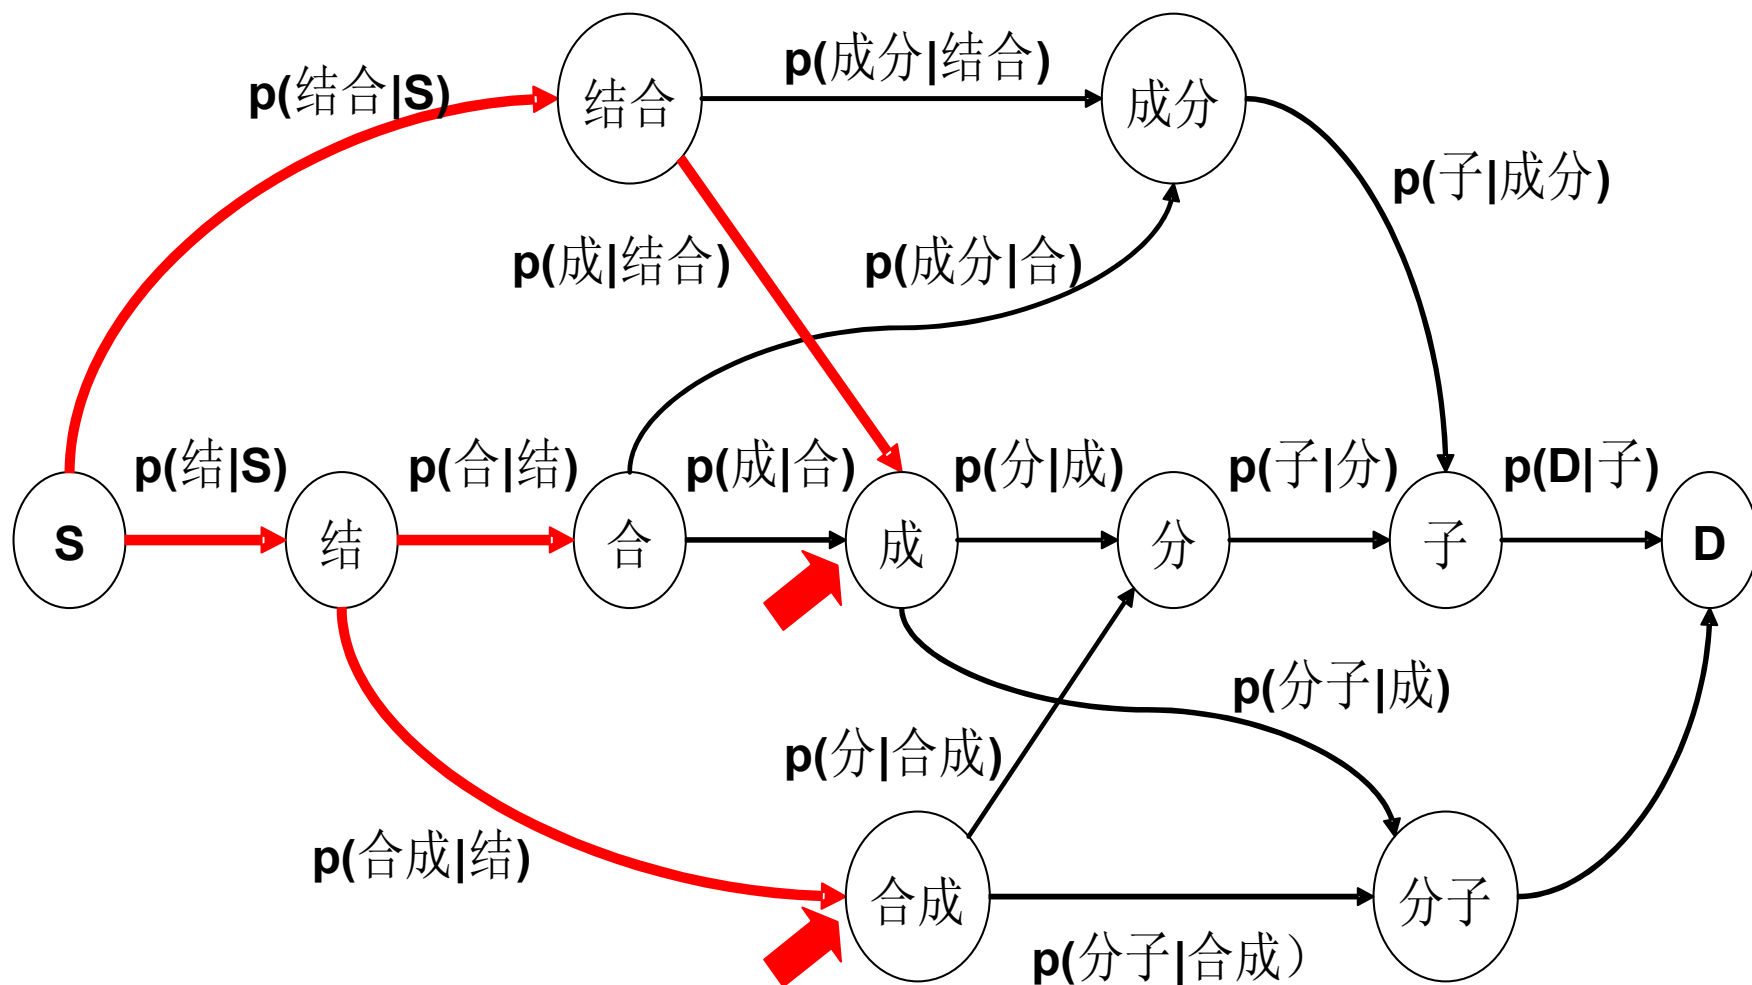 p(结合|S)
结合
p(成分|结合)
成分
p(子|成分)
p(成|结合)
p(成分|合)
p(结|S)
p(合|结)
p(成|合)
p(分|成)
p(子|分)
p(D|子)
S
结
合
成
分
子
D
p(分子|成)
p(分|合成)
p(合成|结)
合成
分子
p(分子|合成）